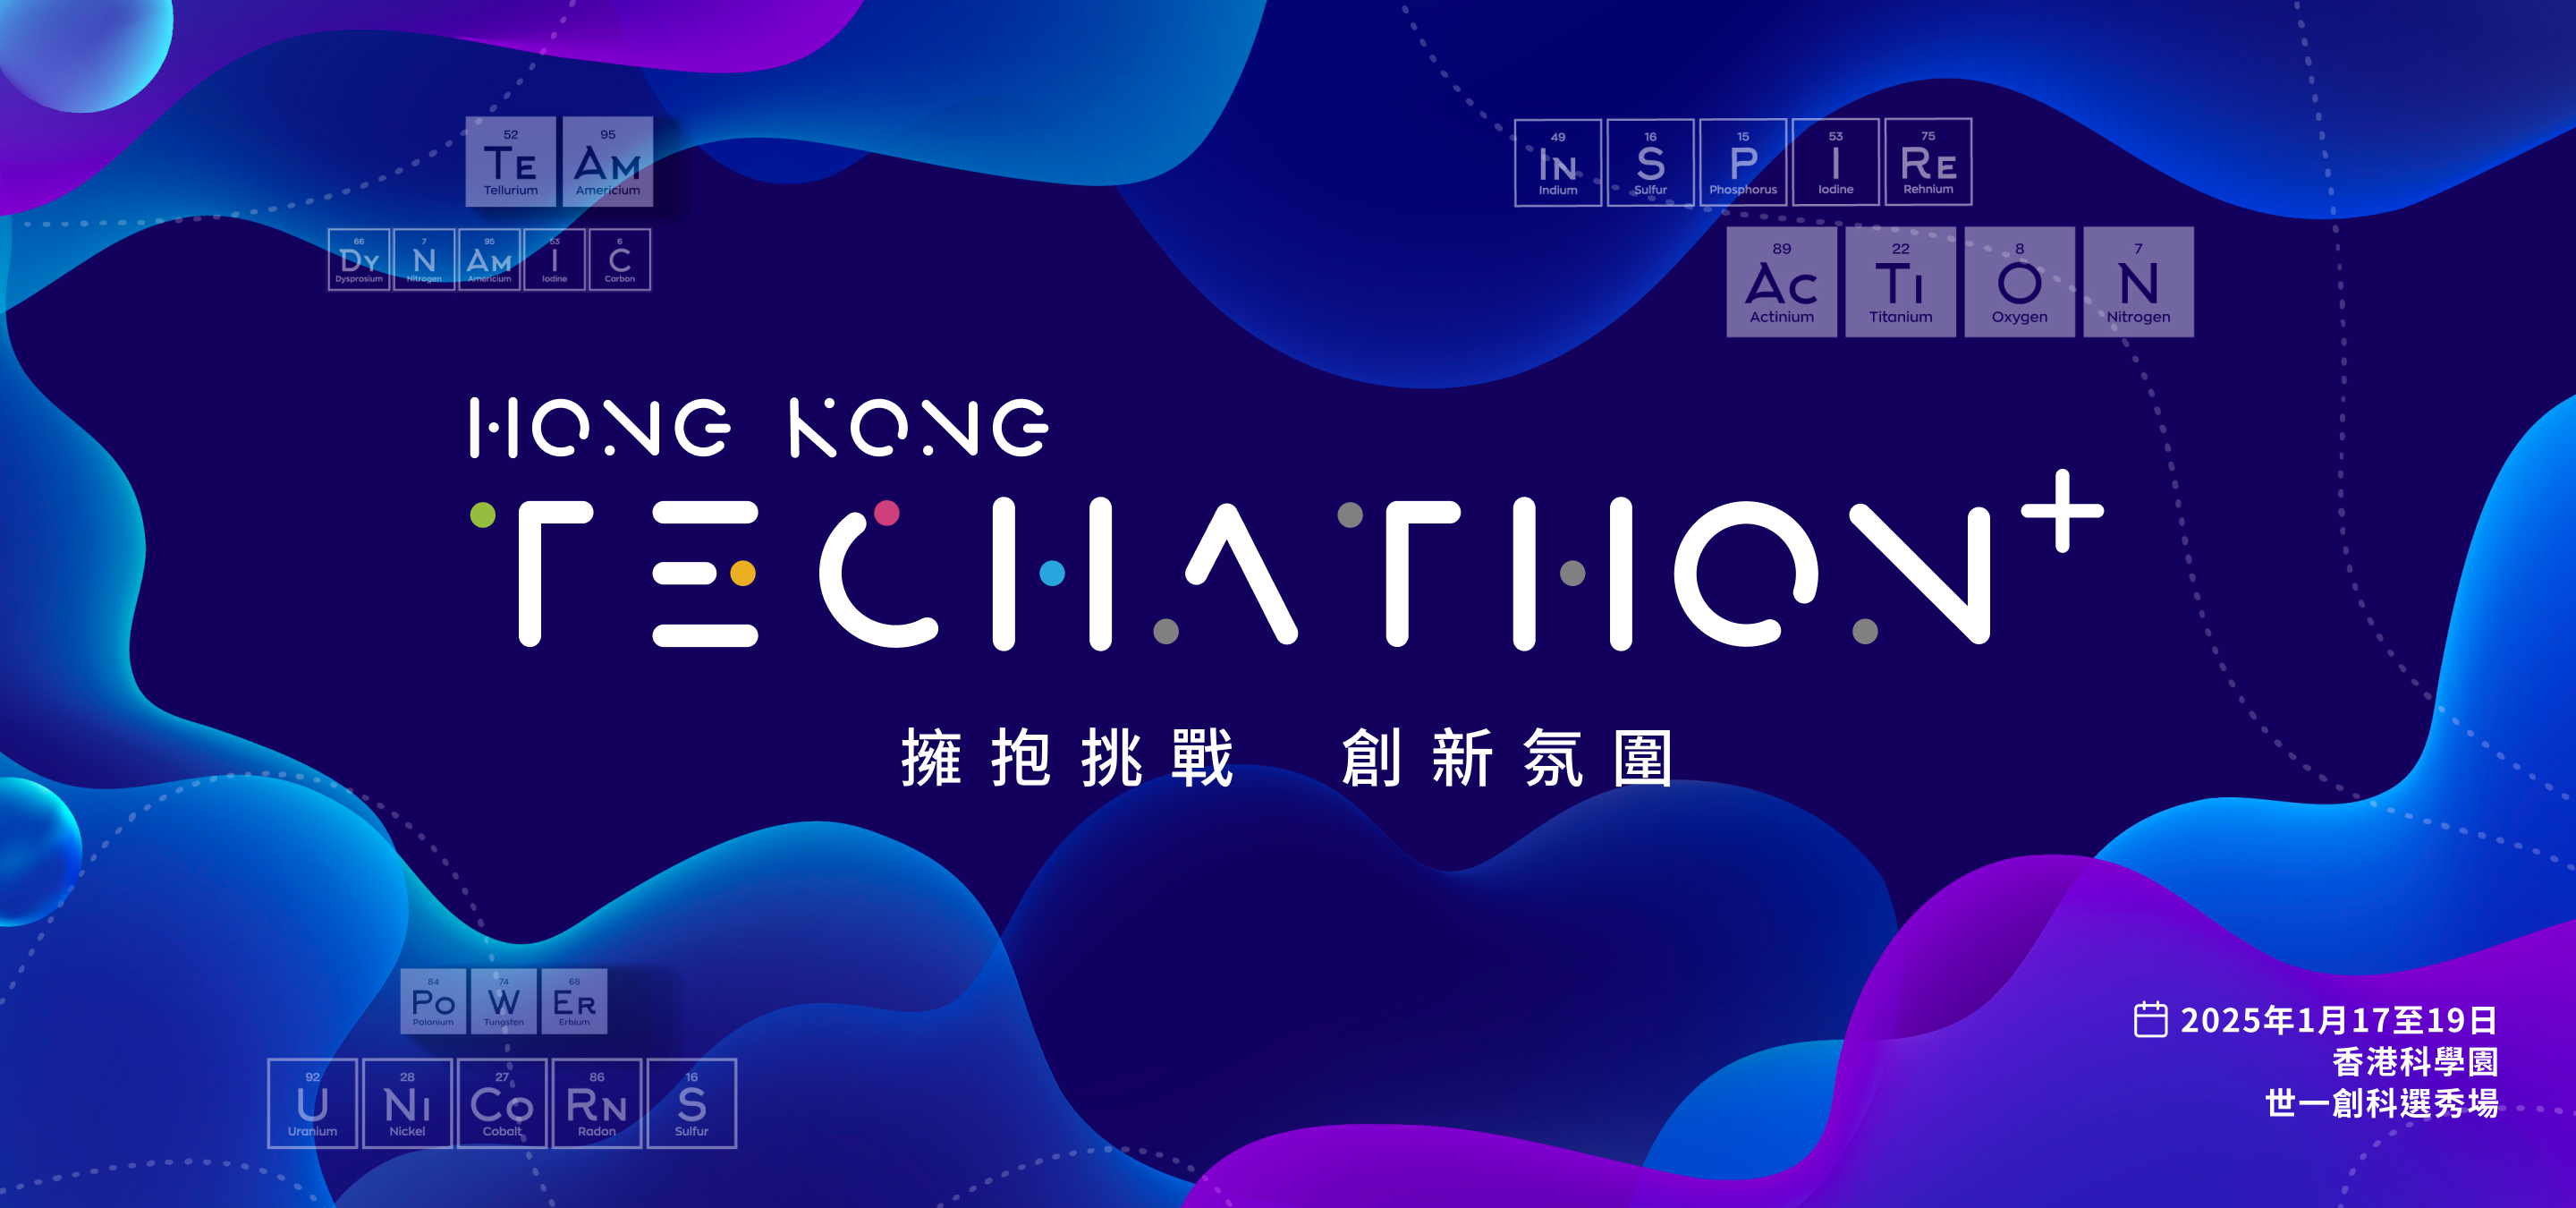 52 95
TE AM
Tellurium Americium
66 7 95 53 6
DY N AM I C
Dysprosium Nitrogen Americium Iodine Carbon
49 16 15 53 75
IN S P I RE
Indium Sulfur Phosphorus Iodine Rehnium
89 22 8 7
AC TI O N
Actinium Titanium Oxygen Nitrogen
HONG KONG
TECHATHON+
擁抱挑戰 創新氛圍
84 74 68
PO W ER
Polonium Tungsten Erbium
92 28 27 86 16
U NI CO RN S
Uranium Nickel Cobalt Radon Sulfur
2025年1月17至19日
香港科學園
世一創科選秀場